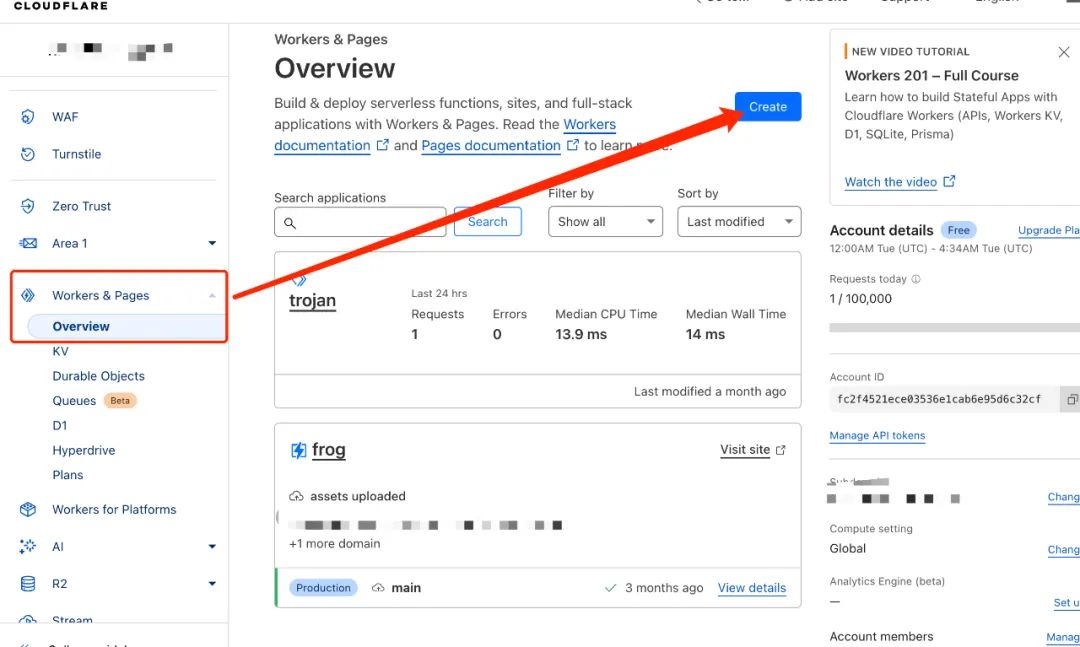 CLOUDFLARE
Add site
Support
English
WAF
Turnstile
Zero Trust
Area 1
Workers & Pages
Overview
KV
Durable Objects
Queues Beta
D1
Hyperdrive
Plans
Workers for Platforms
AI
R2
Stream
Workers & Pages
Overview
Build & deploy serverless functions, sites, and full-stack
applications with Workers & Pages. Read the Workers
documentation and Pages documentation to learn more.
Create
Search applications
Search
Filter by
Show all
Sort by
Last modified
trojan
Last 24 hrs
Requests Errors Median CPU Time Median Wall Time
1 0 13.9 ms 14 ms
Last modified a month ago
frog
Visit site
assets uploaded
+1 more domain
Production main 3 months ago View details
NEW VIDEO TUTORIAL
Workers 201 – Full Course
Learn how to build Stateful Apps with
Cloudflare Workers (APIs, Workers KV,
D1, SQLite, Prisma)
Watch the video
Account details Free Upgrade Pla
12:00AM Tue (UTC) - 4:34AM Tue (UTC)
Requests today
1 / 100,000
Account ID
fc2f4521ece03536e1cab6e95d6c32cf
Manage API tokens
Chang
Compute setting
Global Chang
Analytics Engine (beta)
— Set u
Account members Manag